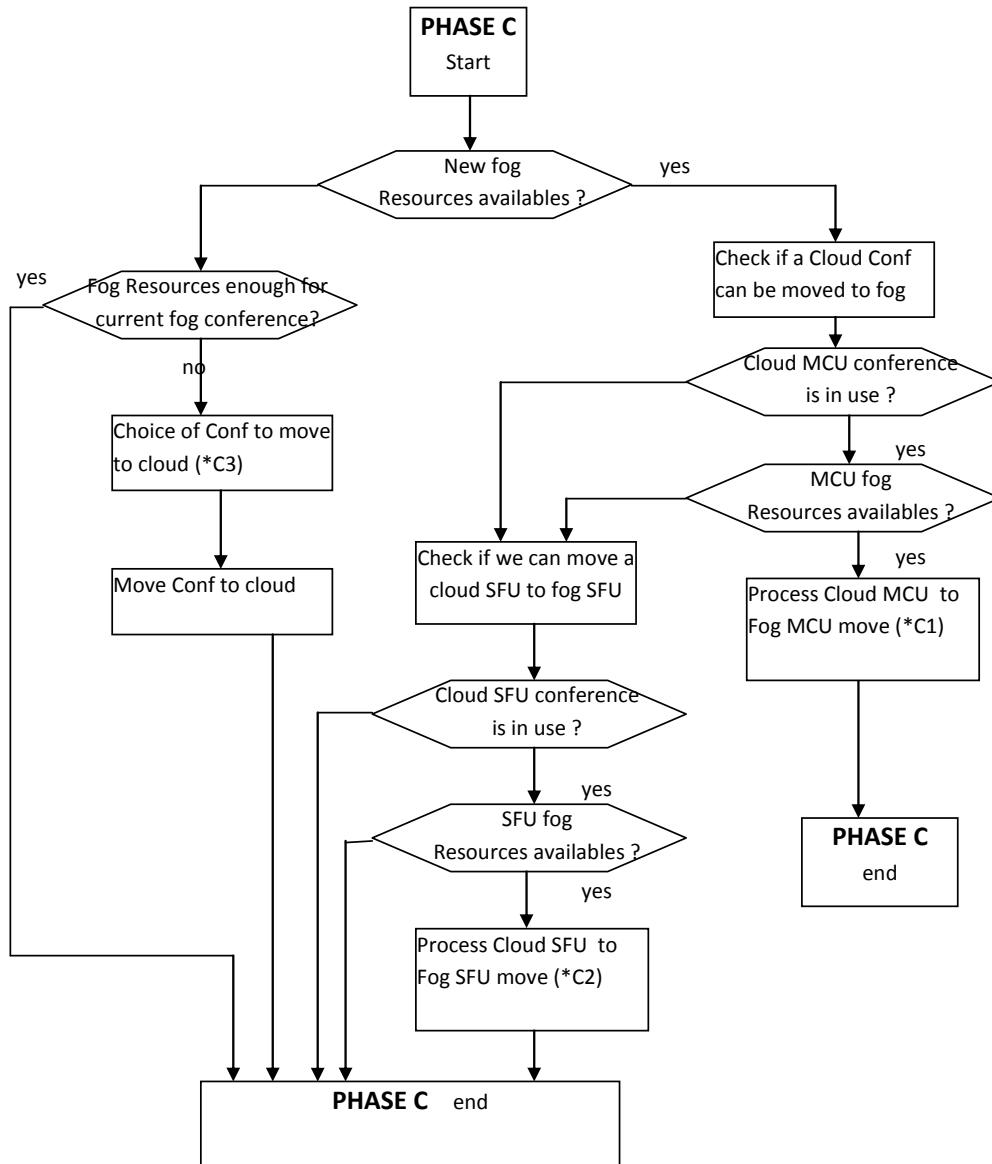 PHASE C
Start
New fog
Resources availables ?
yes
Check if a Cloud Conf
can be moved to fog
yes
Fog Resources enough for
current fog conference?
no
Cloud MCU conference
is in use ?
yes
Choice of Conf to move
to cloud (*C3)
MCU fog
Resources availables ?
yes
Move Conf to cloud
Check if we can move a
cloud SFU to fog SFU
Process Cloud MCU to
Fog MCU move (*C1)
Cloud SFU conference
is in use ?
yes
SFU fog
Resources availables ?
yes
PHASE C
end
Process Cloud SFU to
Fog SFU move (*C2)
PHASE C end